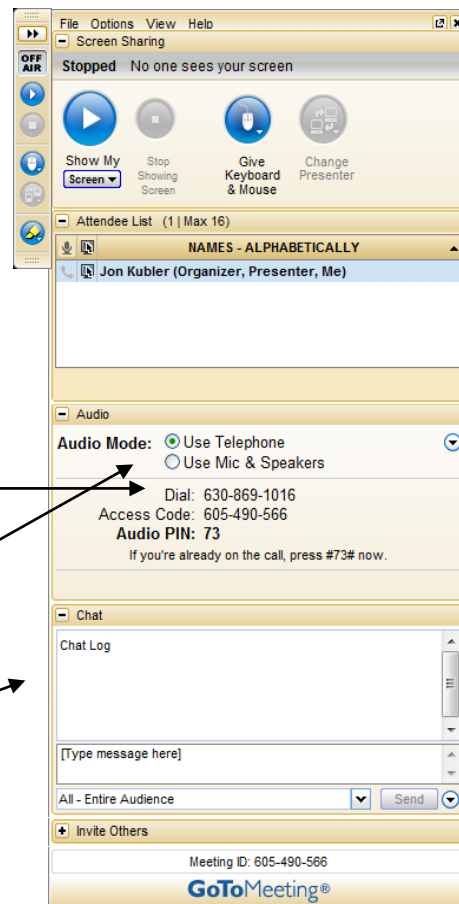 File Options View Help
Screen Sharing
OFF AIR
Stopped No one sees your screen
Show My
Screen
Stop
Showing
Screen
Give
Keyboard
& Mouse
Change
Presenter
Attendee List (1 | Max 16)
NAMES - ALPHABETICALLY
Jon Kubler (Organizer, Presenter, Me)
Audio
Audio Mode: Use Telephone
Use Mic & Speakers
Dial: 630-869-1016
Access Code: 605-490-566
Audio PIN: 73
If you're already on the call, press #73# now.
Chat
Chat Log
[Type message here]
All - Entire Audience
Send
Invite Others
Meeting ID: 605-490-566
GoToMeeting®